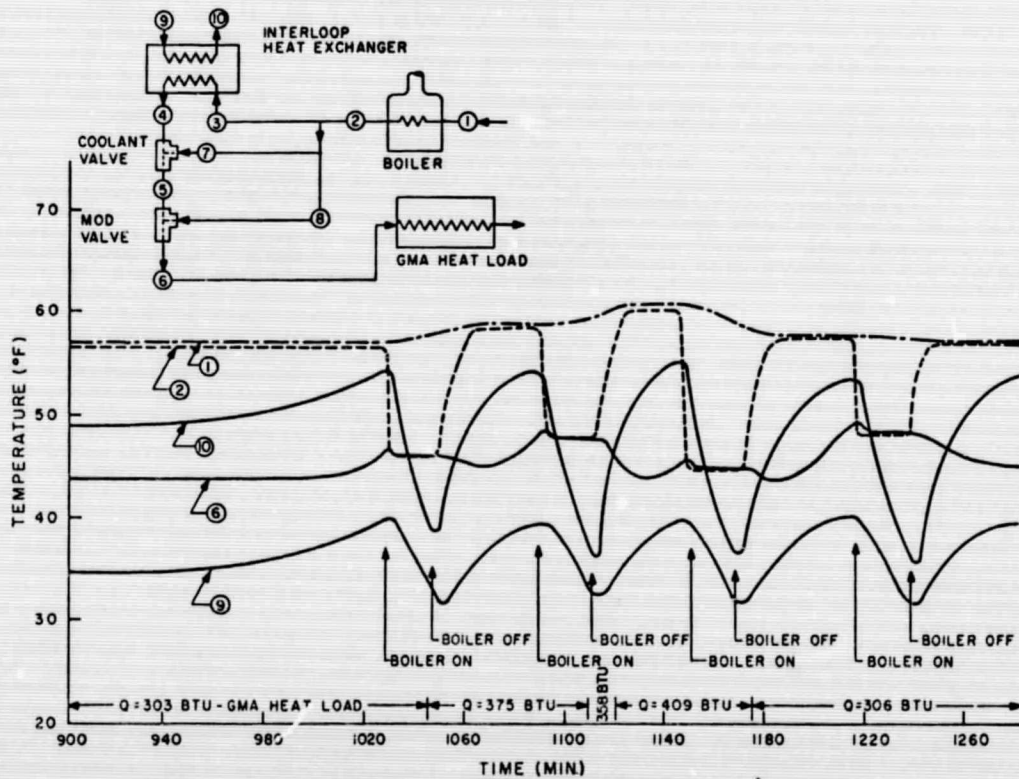 ⑨ ⑩
INTERLOOP
HEAT EXCHANGER
④ ③ ② ①
COOLANT
VALVE
⑦
BOILER
⑤
MOD
VALVE
⑧
⑥
GMA HEAT LOAD
70
60
50
40
30
20
TEMPERATURE (°F)
② ①
⑩
⑥
⑨
BOILER OFF
BOILER ON
BOILER OFF
BOILER ON
BOILER OFF
BOILER ON
BOILER OFF
BOILER ON
Q=303 BTU-GMA HEAT LOAD
Q=375 BTU
358 BTU
Q=409 BTU
Q=306 BTU
900 940 980 1020 1060 1100 1140 1180 1220 1260
TIME (MIN.)